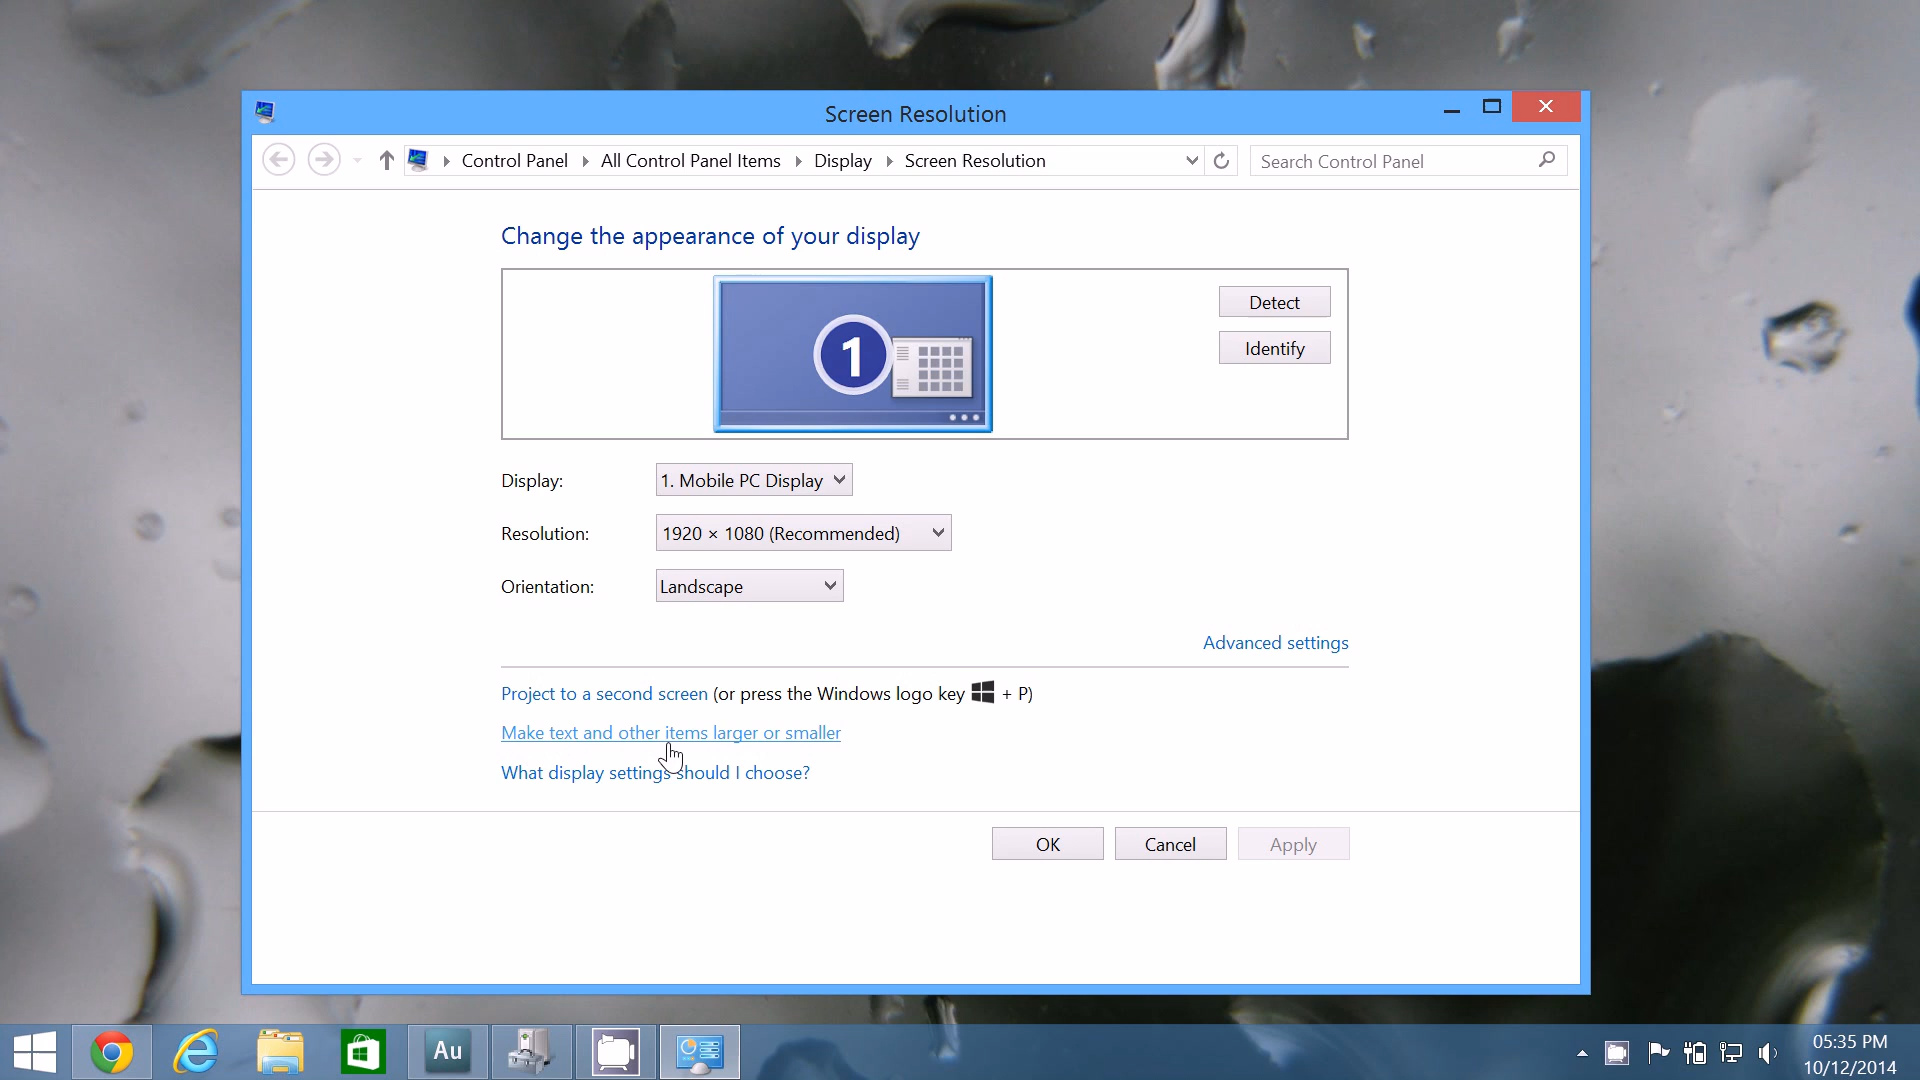 Screen Resolution
Control Panel All Control Panel Items Display Screen Resolution
Search Control Panel
Change the appearance of your display
1
Detect
Identify
Display: 1. Mobile PC Display
Resolution: 1920 × 1080 (Recommended)
Orientation: Landscape
Advanced settings
Project to a second screen (or press the Windows logo key + P)
Make text and other items larger or smaller
What display settings should I choose?
OK Cancel Apply
Au
05:35 PM
10/12/2014